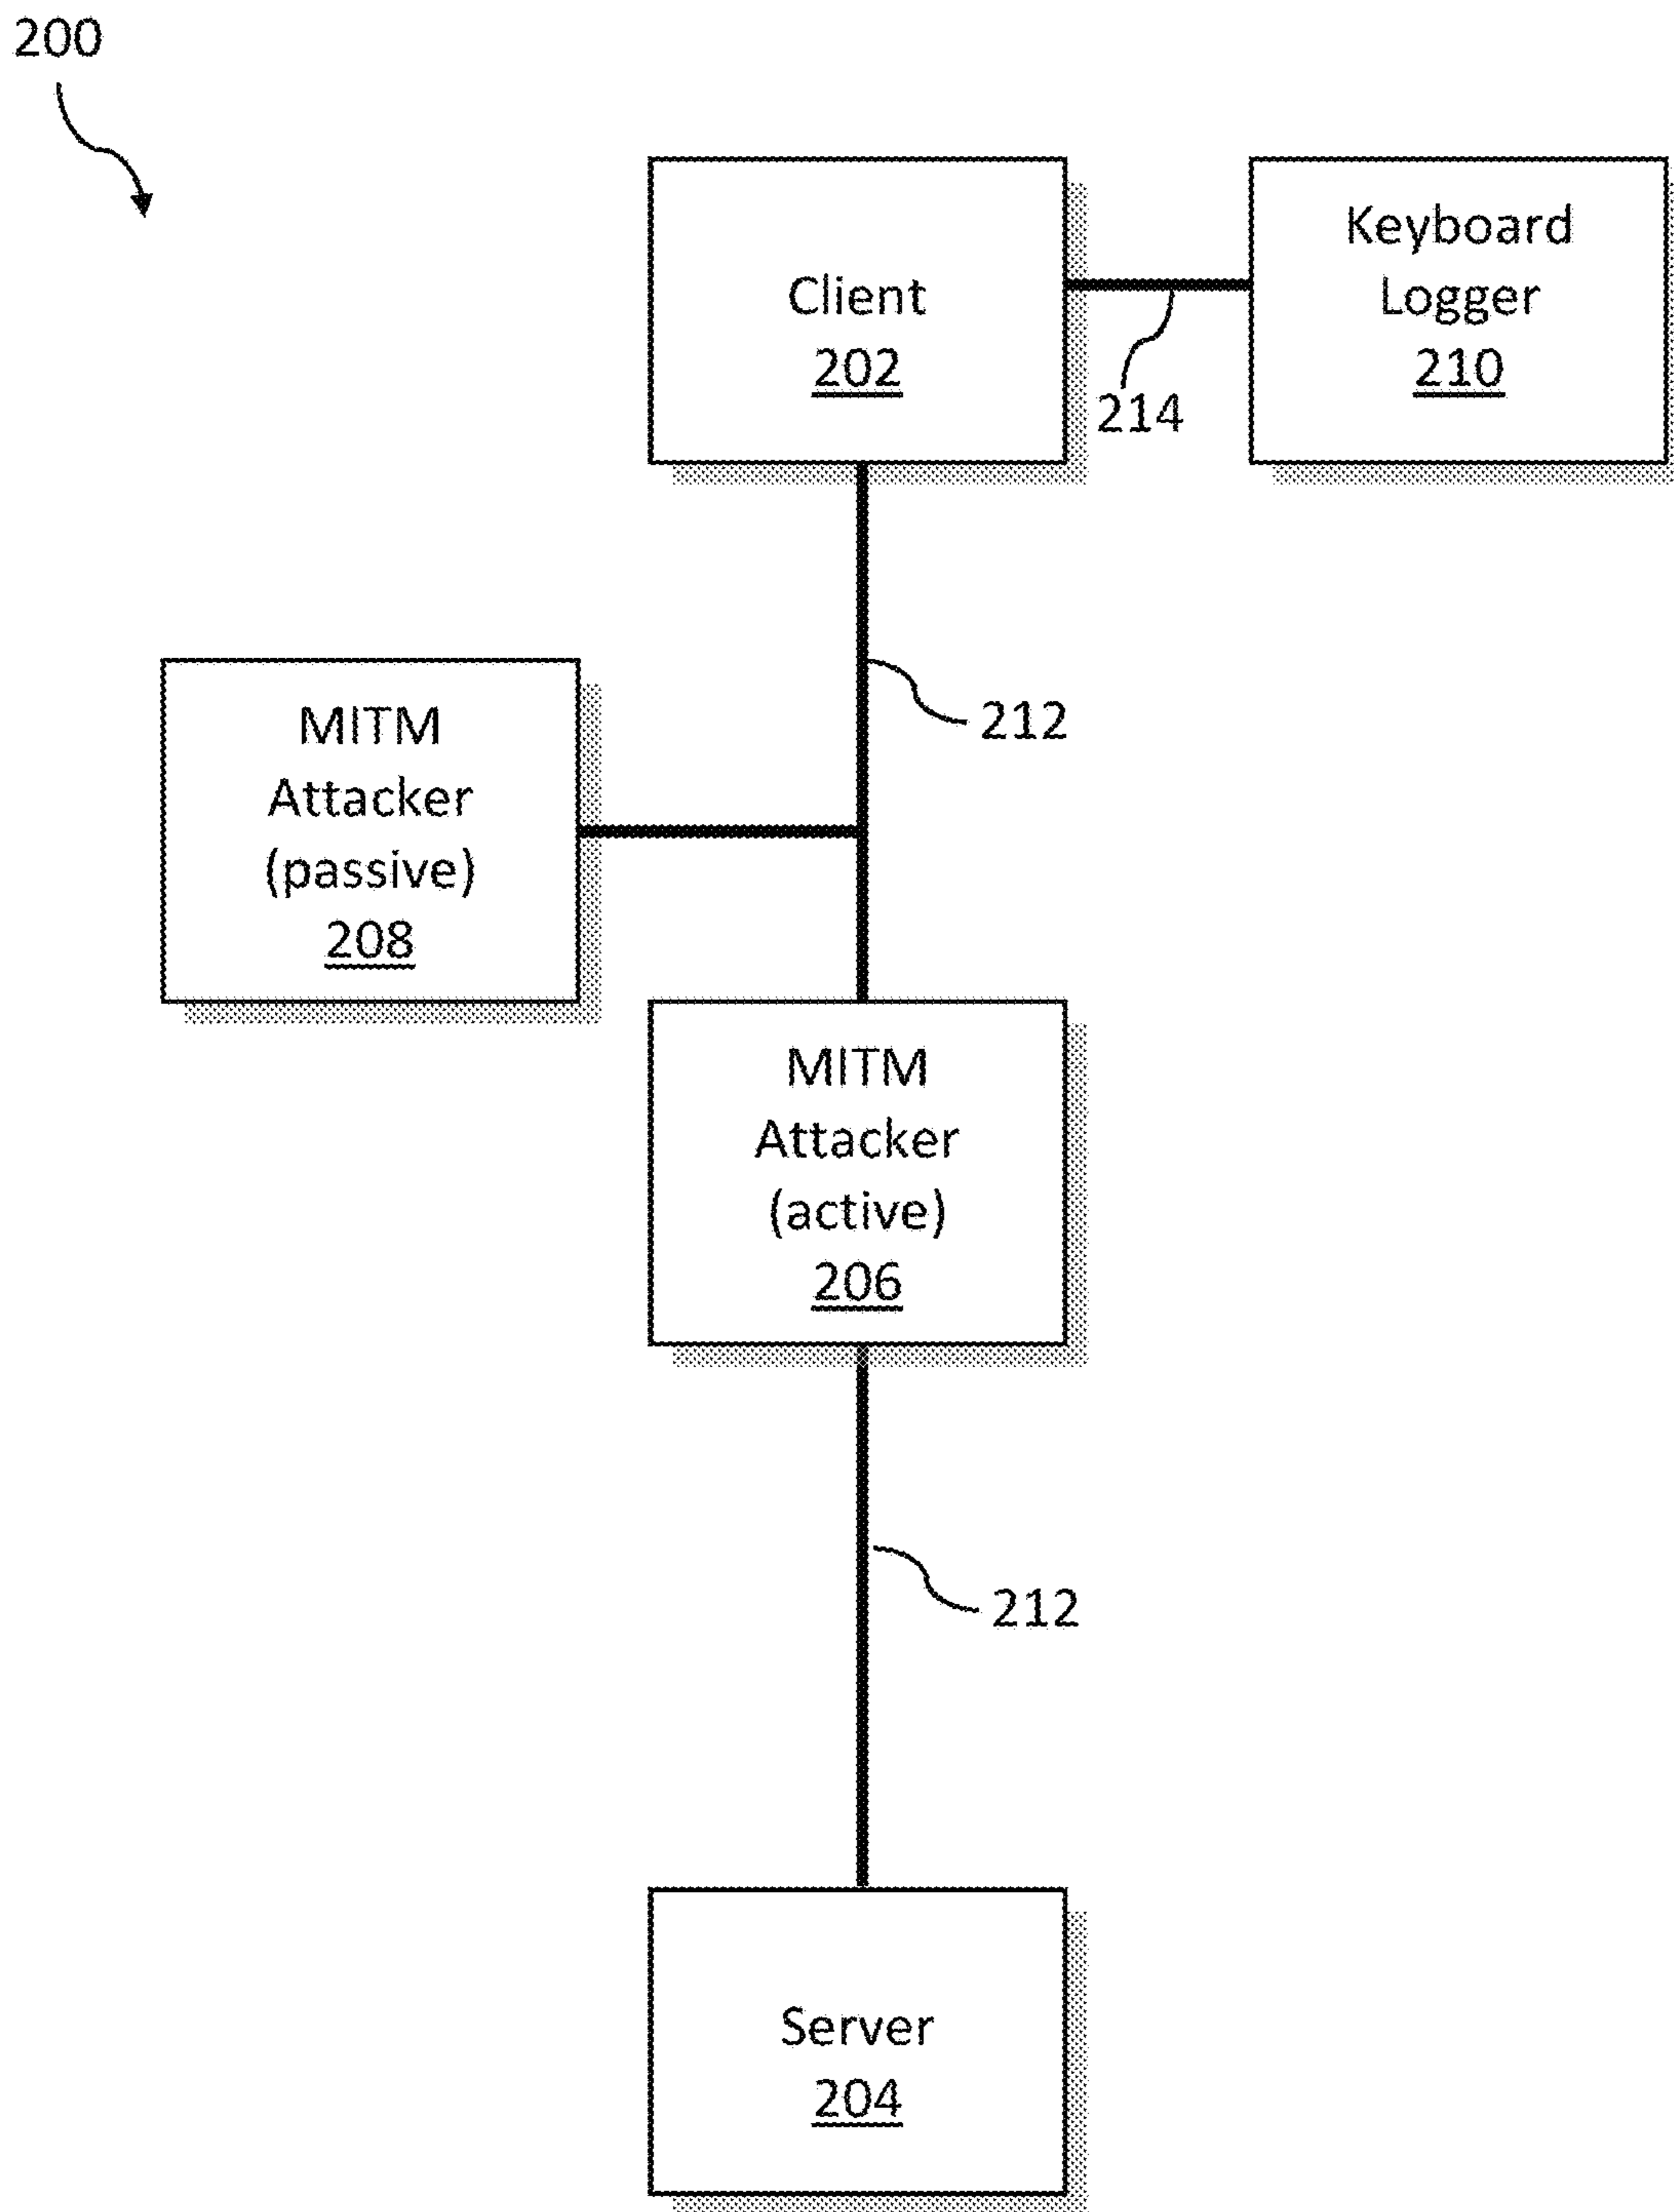 200
Client
202
Keyboard
Logger
210
214
212
MITM
Attacker
(passive)
208
MITM
Attacker
(active)
206
212
Server
204